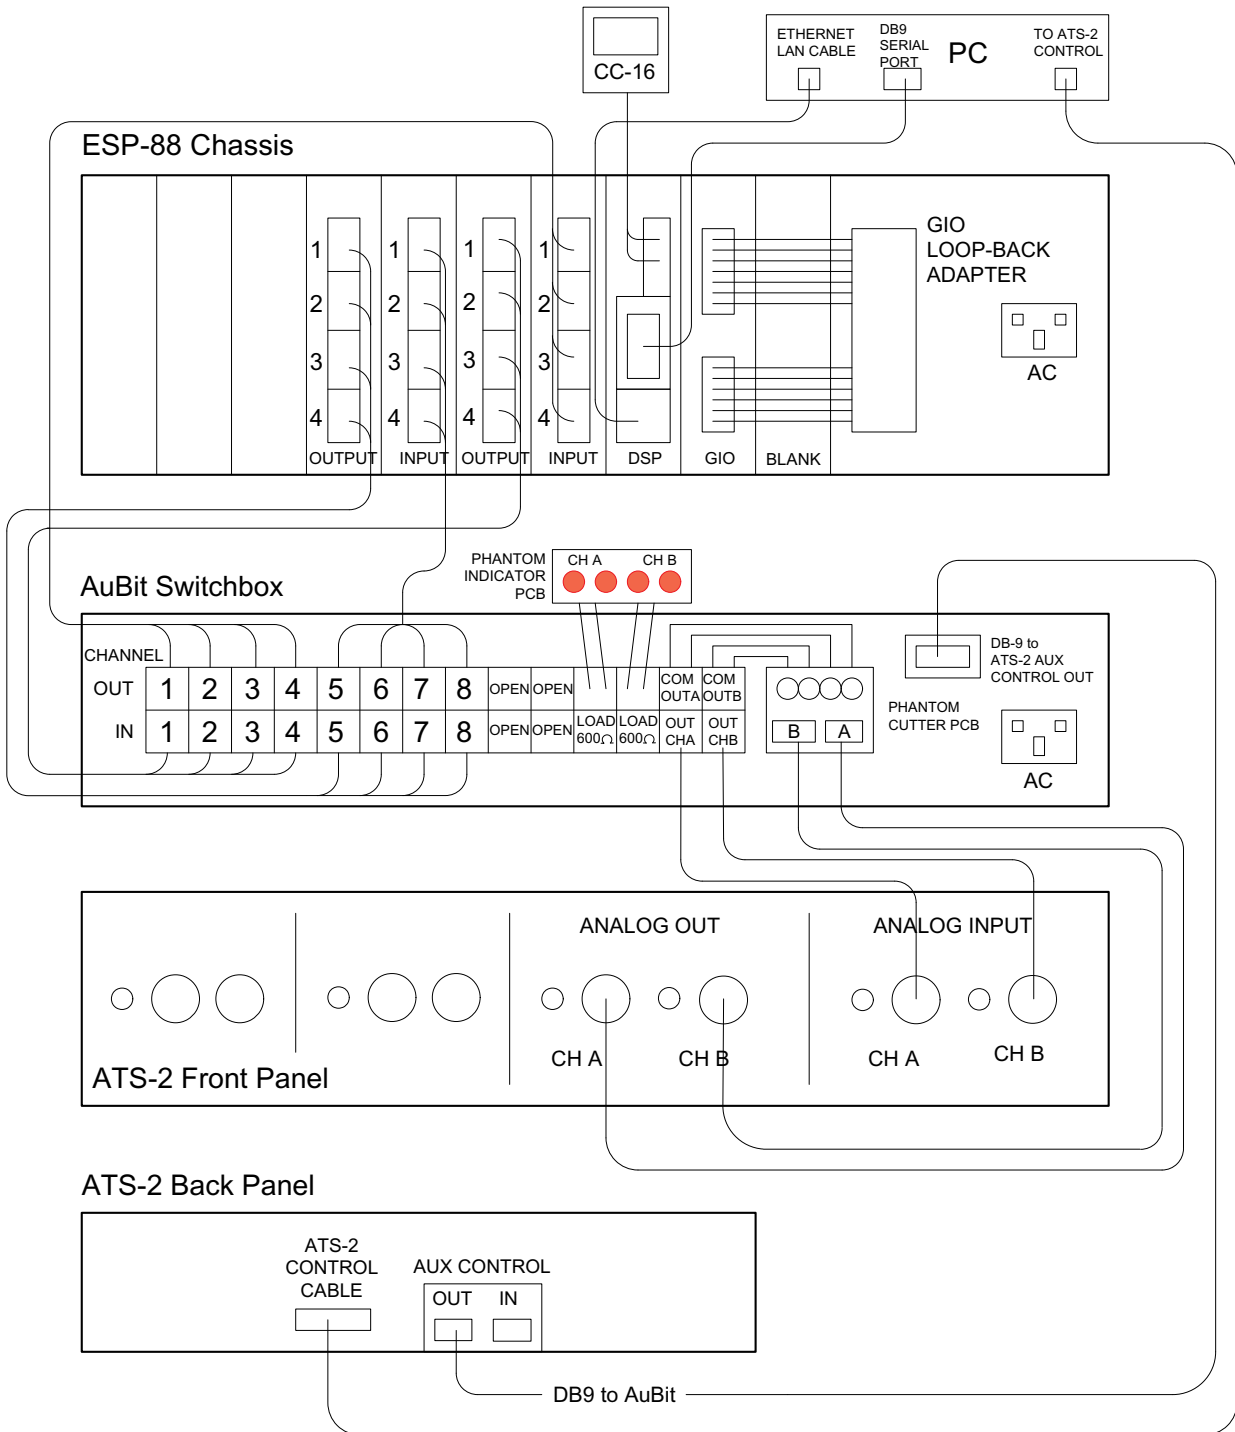 CC-16
ETHERNET
LAN CABLE
DB9
SERIAL
PORT
PC
TO ATS-2
CONTROL
ESP-88 Chassis
1
2
3
4
OUTPUT
1
2
3
4
INPUT
1
2
3
4
OUTPUT
1
2
3
4
INPUT
DSP
GIO
BLANK
GIO
LOOP-BACK
ADAPTER
AC
PHANTOM
INDICATOR
PCB
CH A
CH B
AuBit Switchbox
CHANNEL
OUT 1 2 3 4 5 6 7 8 OPEN OPEN
COM
OUTA
COM
OUTB
IN 1 2 3 4 5 6 7 8 OPEN OPEN
LOAD
600Ω
LOAD
600Ω
OUT
CHA
OUT
CHB
B A
PHANTOM
CUTTER PCB
DB-9 to
ATS-2 AUX
CONTROL OUT
AC
ANALOG OUT
ANALOG INPUT
CH A
CH B
CH A
CH B
ATS-2 Front Panel
ATS-2 Back Panel
ATS-2
CONTROL
CABLE
AUX CONTROL
OUT IN
DB9 to AuBit